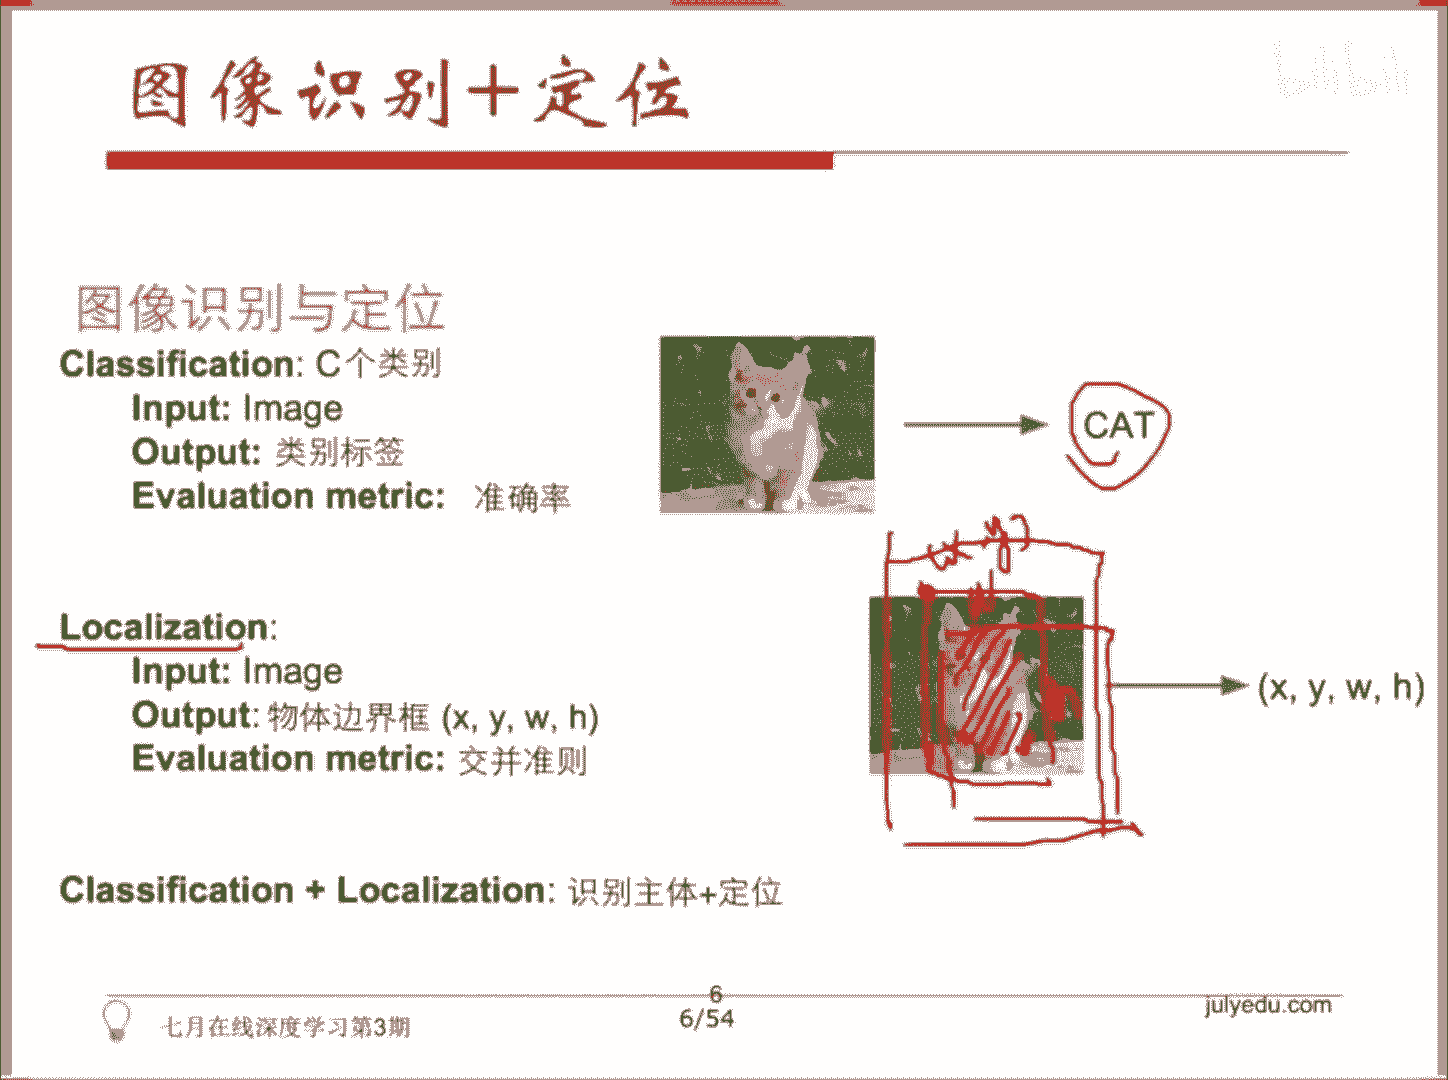 图像识别+定位
bilibili
图像识别与定位
Classification: C个类别
Input: Image
Output: 类别标签
Evaluation metric: 准确率
CAT
Localization:
Input: Image
Output: 物体边界框 (x, y, w, h)
Evaluation metric: 交并准则
(x, y, w, h)
Classification + Localization: 识别主体+定位
七月在线深度学习第3期
6
6/54
julyedu.com